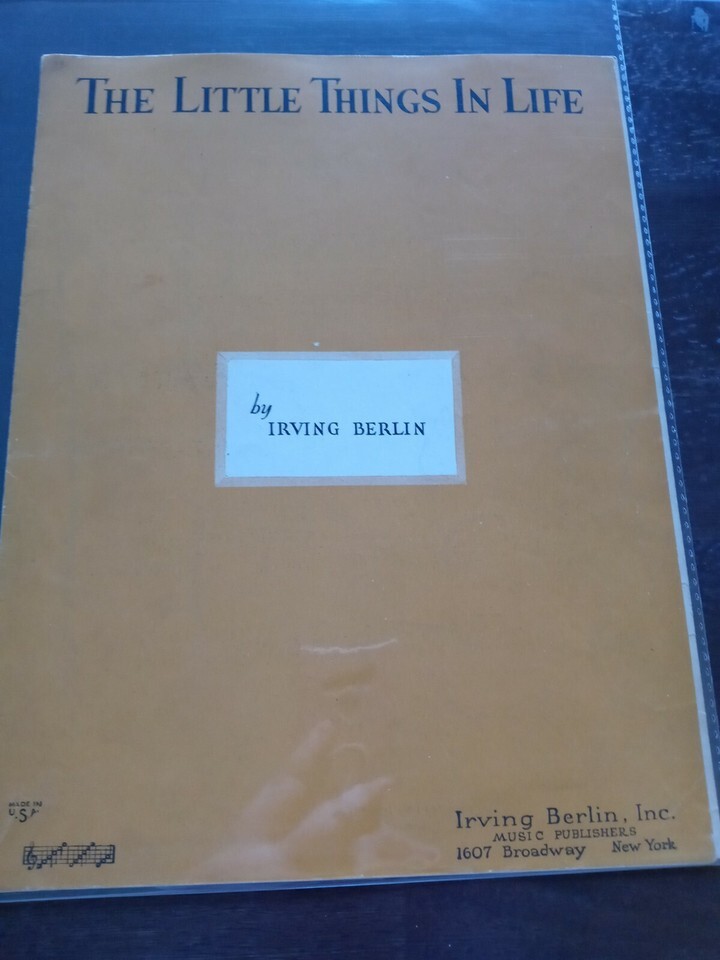 THE LITTLE THINGS IN LIFE
by
IRVING BERLIN
MADE IN
U.S.A.
Irving Berlin, Inc.
MUSIC PUBLISHERS
1607 Broadway New York